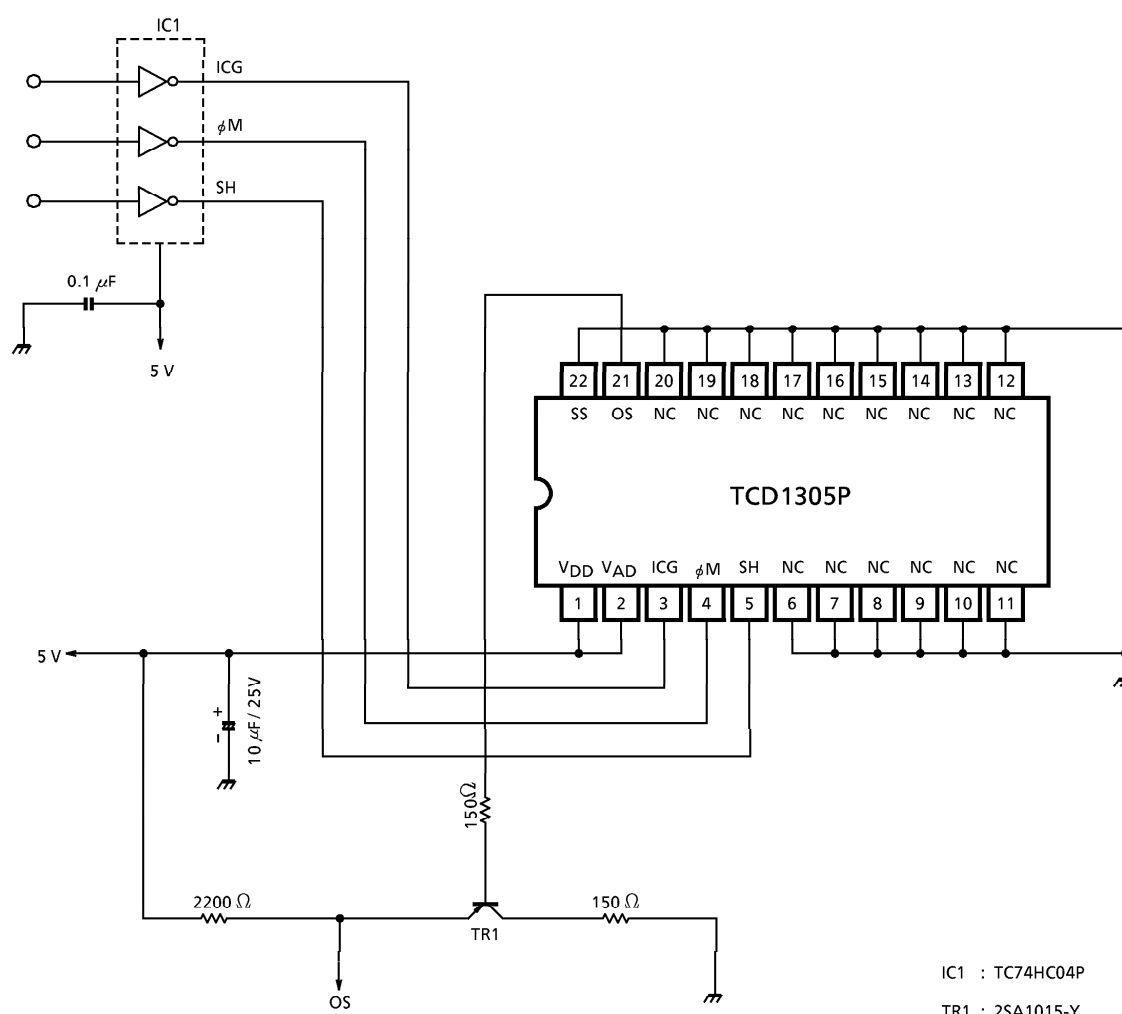 IC1
ICG
ϕM
SH
0.1 μF
5 V
22 21 20 19 18 17 16 15 14 13 12
SS OS NC NC NC NC NC NC NC NC NC
TCD1305P
VDD VAD ICG ϕM SH NC NC NC NC NC NC
1 2 3 4 5 6 7 8 9 10 11
5 V
+
-
10 μF/25V
150Ω
2200 Ω
150 Ω
TR1
OS
IC1 : TC74HC04P
TR1 : 2SA1015-Y